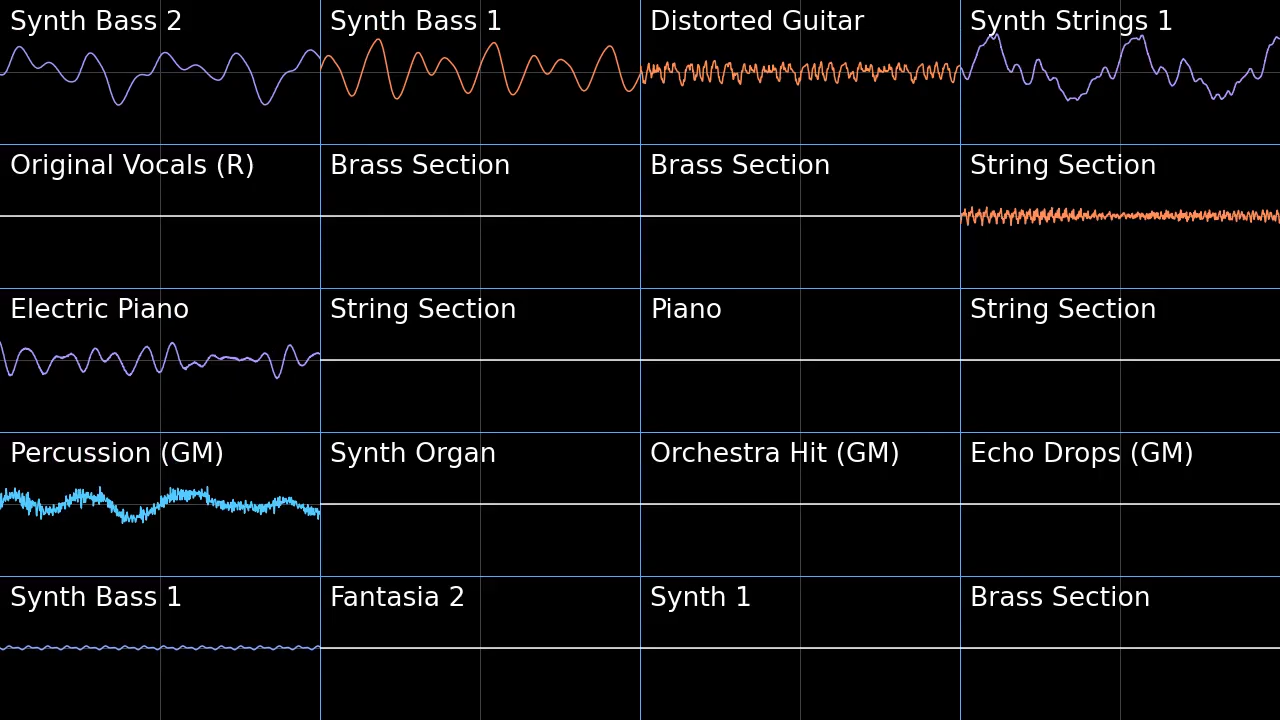 Synth Bass 2
Synth Bass 1
Distorted Guitar
Synth Strings 1
Original Vocals (R)
Brass Section
Brass Section
String Section
Electric Piano
String Section
Piano
String Section
Percussion (GM)
Synth Organ
Orchestra Hit (GM)
Echo Drops (GM)
Synth Bass 1
Fantasia 2
Synth 1
Brass Section